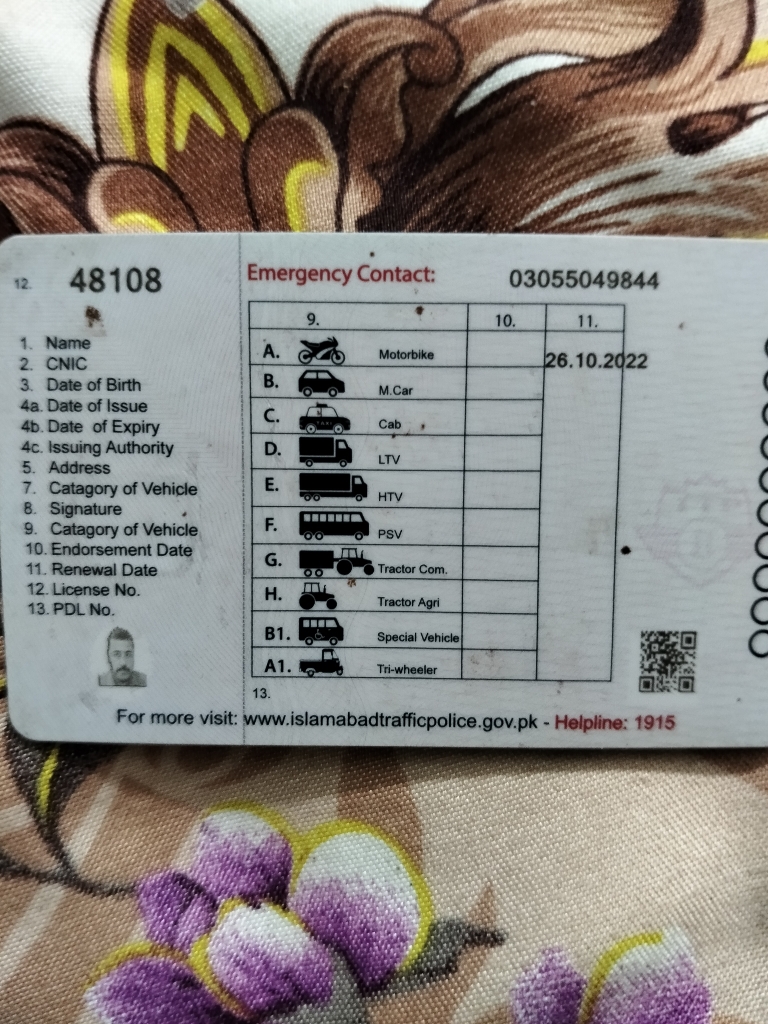 12. 48108
Emergency Contact: 03055049844
1. Name
2. CNIC
3. Date of Birth
4a. Date of Issue
4b. Date of Expiry
4c. Issuing Authority
5. Address
7. Catagory of Vehicle
8. Signature
9. Catagory of Vehicle
10. Endorsement Date
11. Renewal Date
12. License No.
13. PDL No.
9. 10. 11.
A. Motorbike 26.10.2022
B. M.Car
C. TAXI Cab
D. LTV
E. HTV
F. PSV
G. Tractor Com.
H. Tractor Agri
B1. Special Vehicle
A1. Tri-wheeler
13.
For more visit: www.islamabadtrafficpolice.gov.pk - Helpline: 1915